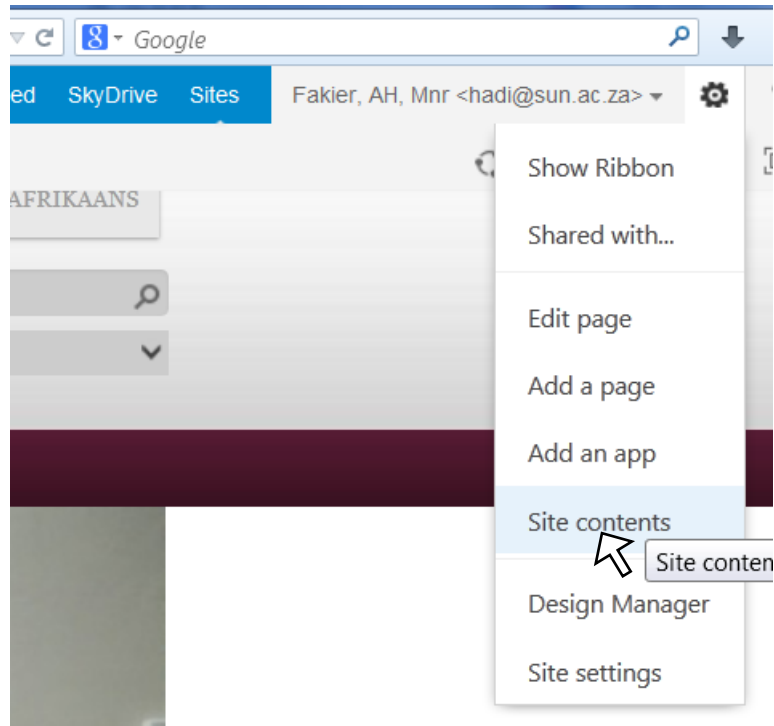 8 Google
ed SkyDrive Sites Fakier, AH, Mnr <hadi@sun.ac.za>
Show Ribbon
AFRIKAANS
Shared with...
Edit page
Add a page
Add an app
Site contents
Site conten
Design Manager
Site settings